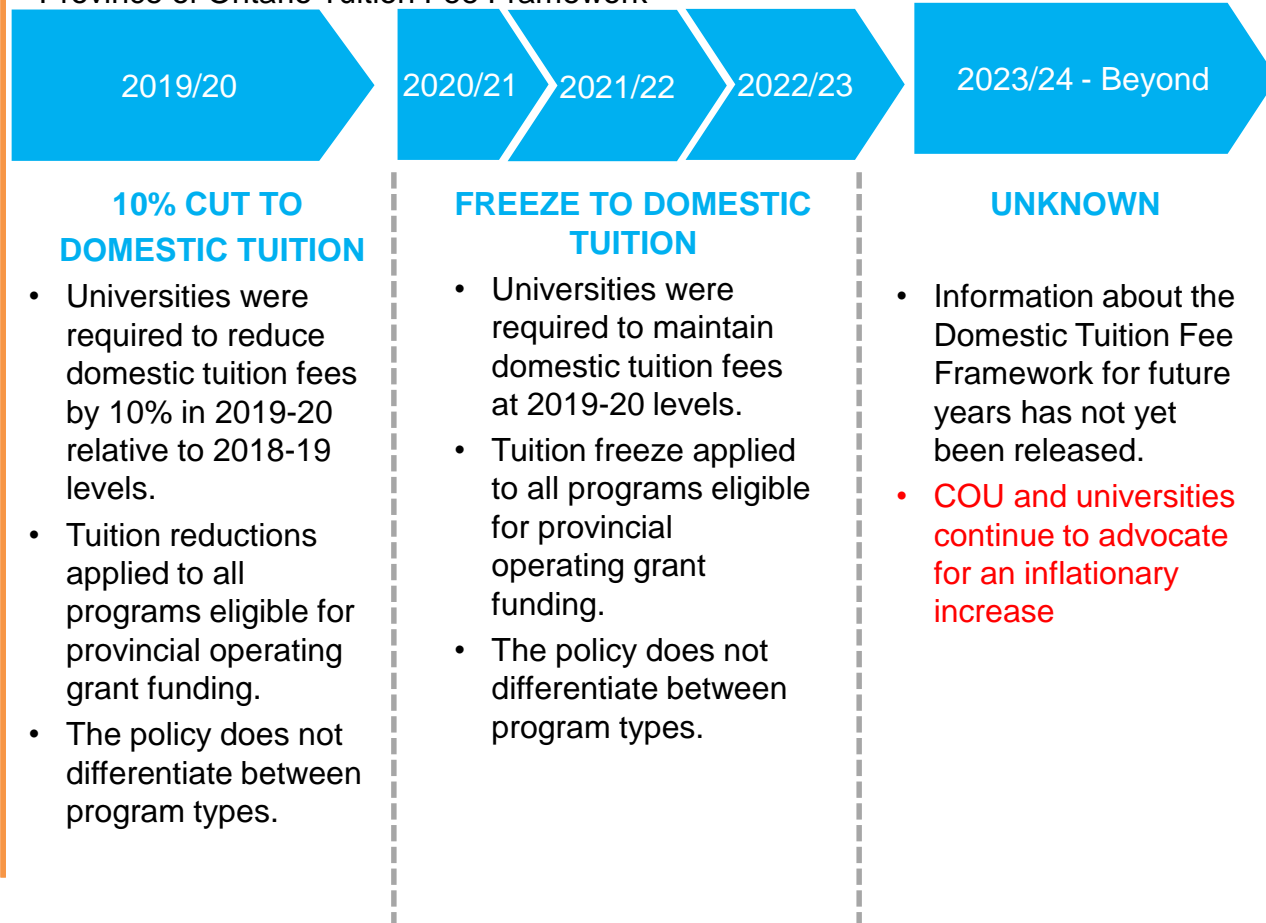 Province of Ontario Tuition Fee Framework
2019/20
2020/21
2021/22
2022/23
2023/24 - Beyond
10% CUT TO
DOMESTIC TUITION
• Universities were
required to reduce
domestic tuition fees
by 10% in 2019-20
relative to 2018-19
levels.
• Tuition reductions
applied to all
programs eligible for
provincial operating
grant funding.
• The policy does not
differentiate between
program types.
FREEZE TO DOMESTIC
TUITION
• Universities were
required to maintain
domestic tuition fees
at 2019-20 levels.
• Tuition freeze applied
to all programs eligible
for provincial
operating grant
funding.
• The policy does not
differentiate between
program types.
UNKNOWN
• Information about the
Domestic Tuition Fee
Framework for future
years has not yet
been released.
• COU and universities
continue to advocate
for an inflationary
increase